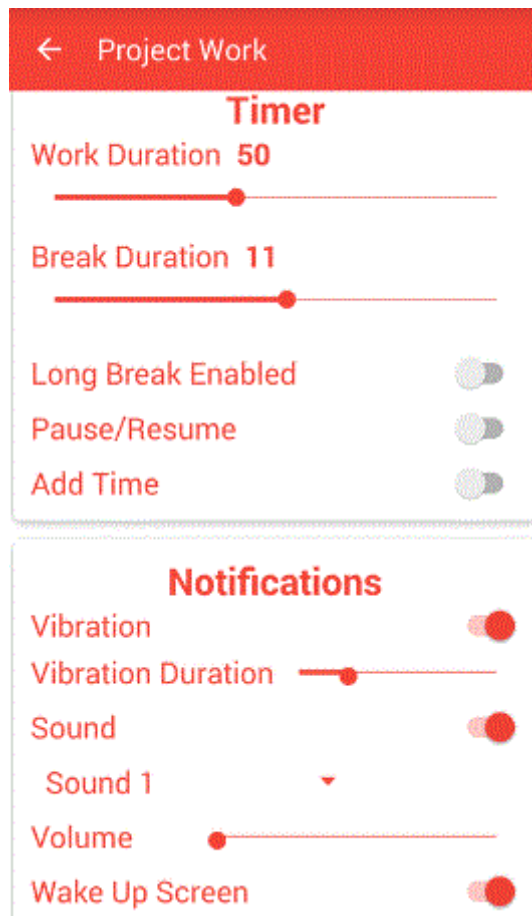 Project Work
Timer
Work Duration 50
Break Duration 11
Long Break Enabled
Pause/Resume
Add Time
Notifications
Vibration
Vibration Duration
Sound
Sound 1
Volume
Wake Up Screen